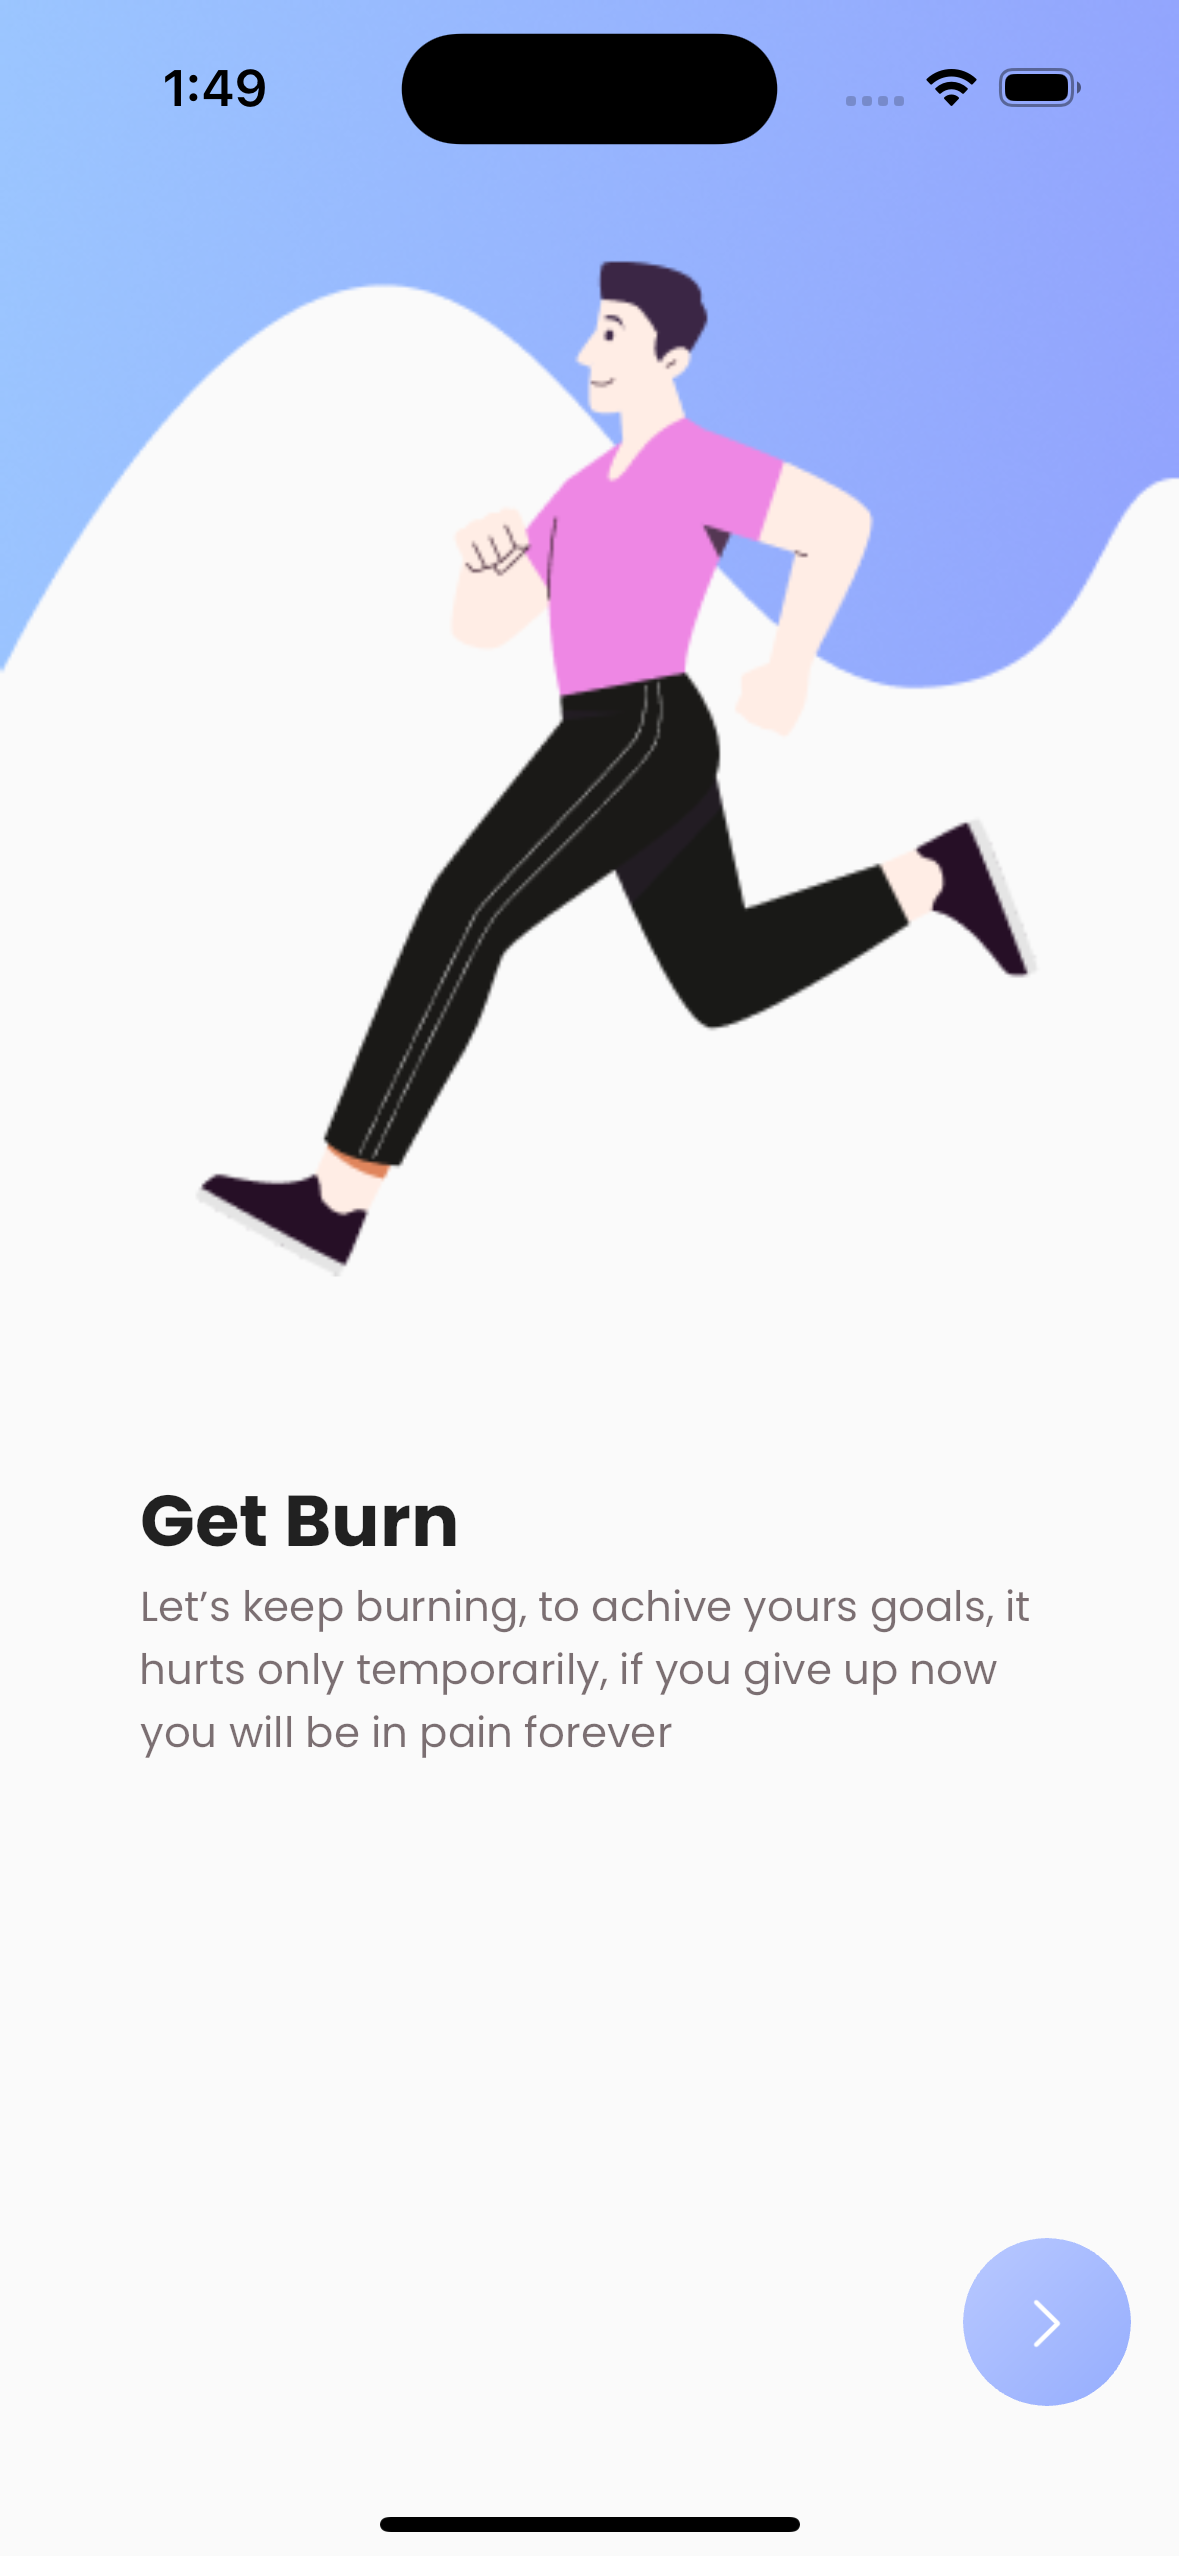 1:49
Get Burn
Let’s keep burning, to achive yours goals, it
hurts only temporarily, if you give up now
you will be in pain forever